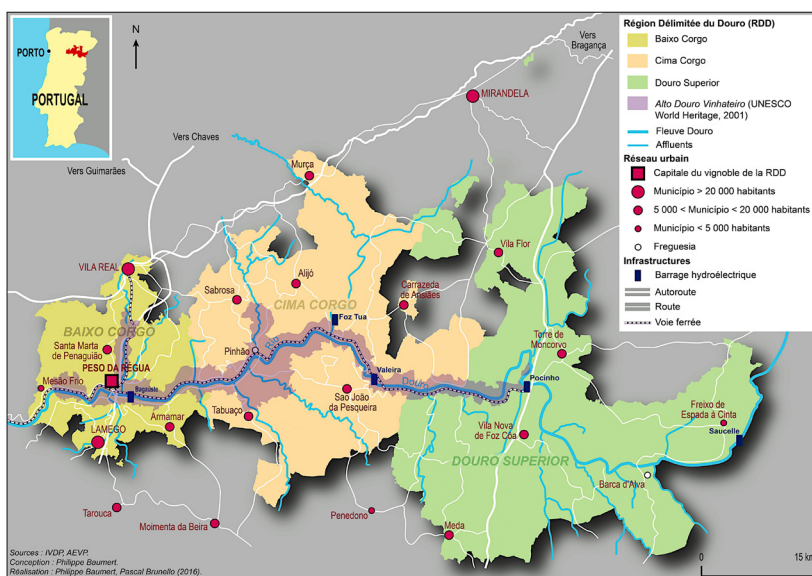 PORTO
PORTUGAL
N
Vers
Bragança
Vers Chaves
Vers Guimarães
MIRANDELA
Murça
Vila Flor
VILA REAL
Alijó
Sabrosa
CIMA CORGO
Carrazeda
de Ansiães
Foz Tua
BAIXO CORGO
Santa Marta
de Penaguião
PESO DA REGUA
Mesão Frio
Bagaúste
Pinhão
Rio
Valeira
Douro
Torre de
Moncorvo
Pocinho
Sao João
da Pesqueira
Tabuaço
Armamar
LAMEGO
Freixo de
Espada à Cinta
Saucelle
Vila Nova
de Foz Côa
DOURO SUPERIOR
Barca d'Alva
Tarouca
Moimenta da Beira
Penedono
Meda
Région Délimitée du Douro (RDD)
Baixo Corgo
Cima Corgo
Douro Superior
Alto Douro Vinhateiro (UNESCO
World Heritage, 2001)
Fleuve Douro
Affluents
Réseau urbain
Capitale du vignoble de la RDD
Município > 20 000 habitants
5 000 < Município < 20 000 habitants
Município < 5 000 habitants
Freguesia
Infrastructures
Barrage hydroélectrique
Autoroute
Route
Voie ferrée
0 15 km
Sources : IVDP, AEVP.
Conception : Philippe Baumert.
Réalisation : Philippe Baumert, Pascal Brunello (2016).